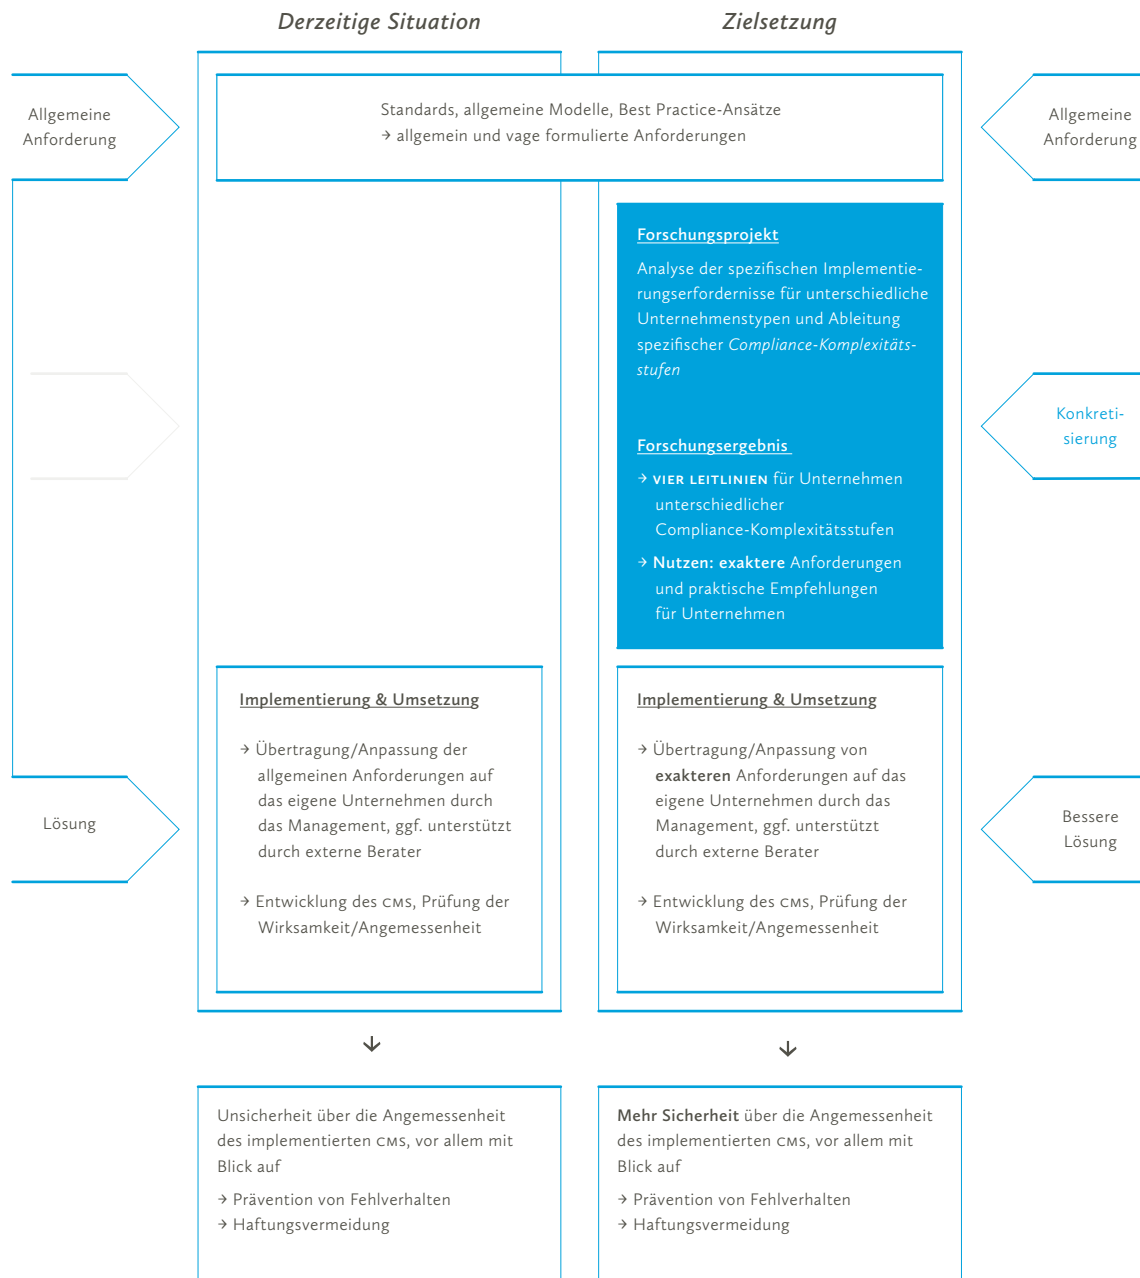 Derzeitige Situation
Zielsetzung
Allgemeine
Anforderung
Standards, allgemeine Modelle, Best Practice-Ansätze
→ allgemein und vage formulierte Anforderungen
Allgemeine
Anforderung
Forschungsprojekt
Analyse der spezifischen Implementie-
rungserfordernisse für unterschiedliche
Unternehmenstypen und Ableitung
spezifischer Compliance-Komplexitäts-
stufen
Konkreti-
sierung
Forschungsergebnis
→ VIER LEITLINIEN für Unternehmen
unterschiedlicher
Compliance-Komplexitätsstufen
→ Nutzen: exaktere Anforderungen
und praktische Empfehlungen
für Unternehmen
Lösung
Implementierung & Umsetzung
→ Übertragung/Anpassung der
allgemeinen Anforderungen auf
das eigene Unternehmen durch
das Management, ggf. unterstützt
durch externe Berater
→ Entwicklung des CMS, Prüfung der
Wirksamkeit/Angemessenheit
Implementierung & Umsetzung
→ Übertragung/Anpassung von
exakteren Anforderungen auf das
eigene Unternehmen durch das
Management, ggf. unterstützt
durch externe Berater
→ Entwicklung des CMS, Prüfung der
Wirksamkeit/Angemessenheit
Bessere
Lösung
Unsicherheit über die Angemessenheit
des implementierten CMS, vor allem mit
Blick auf
→ Prävention von Fehlverhalten
→ Haftungsvermeidung
Mehr Sicherheit über die Angemessenheit
des implementierten CMS, vor allem mit
Blick auf
→ Prävention von Fehlverhalten
→ Haftungsvermeidung